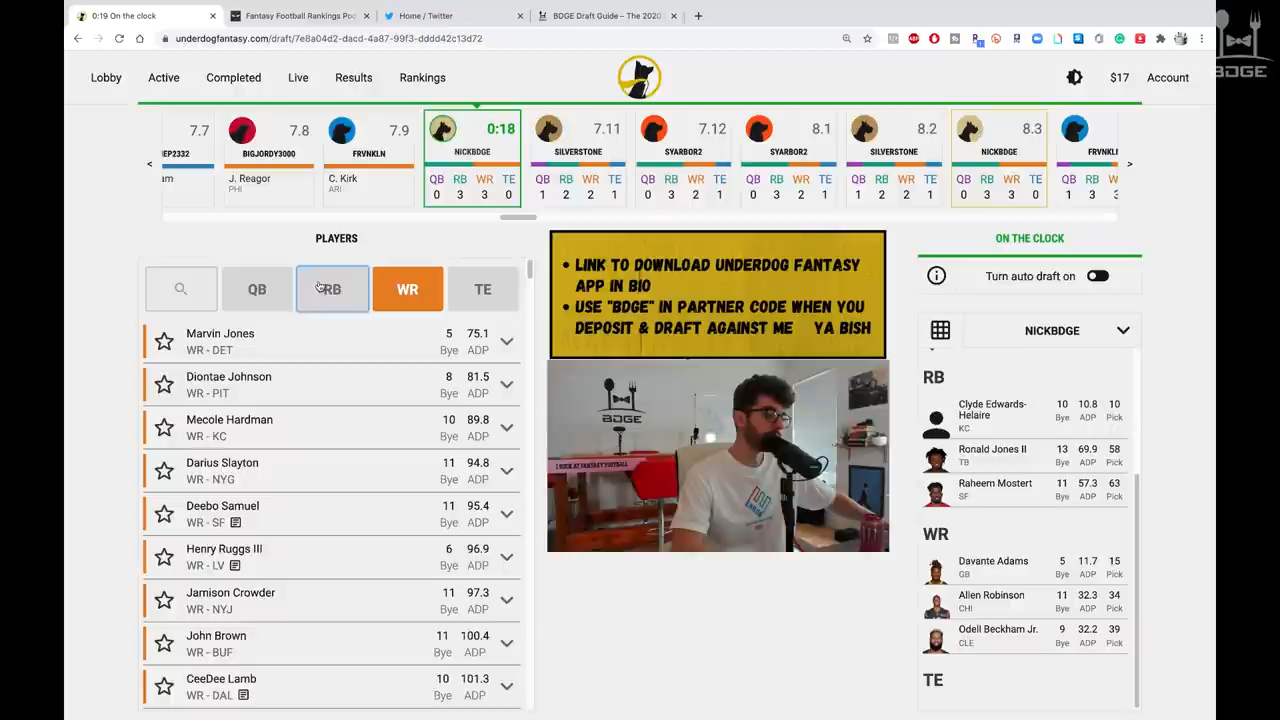 0:19 On the clock
Fantasy Football Rankings Po
Home / Twitter
BDGE Draft Guide – The 2020
underdogfantasy.com/draft/7e8a04d2-dacd-4a87-99f3-dddd42c13d72
BDGE
Lobby
Active
Completed
Live
Results
Rankings
$17
Account
7.7
7.8
7.9
0:18
7.11
7.12
8.1
8.2
8.3
EP2332
BIGJORDY3000
FRVNKLN
NICKBDGE
SILVERSTONE
SYARBOR2
SYARBOR2
SILVERSTONE
NICKBDGE
FRVNKL
am
J. Reagor
PHI
C. Kirk
ARI
QB RB WR TE
0 3 3 0
QB RB WR TE
1 2 2 1
QB RB WR TE
0 3 2 1
QB RB WR TE
0 3 2 1
QB RB WR TE
1 2 2 1
QB RB WR TE
0 3 3 0
QB RB W
1 3
PLAYERS
QB
RB
WR
TE
Marvin Jones 5 75.1
WR - DET Bye ADP
Diontae Johnson 8 81.5
WR - PIT Bye ADP
Mecole Hardman 10 89.8
WR - KC Bye ADP
Darius Slayton 11 94.8
WR - NYG Bye ADP
Deebo Samuel 11 95.4
WR - SF Bye ADP
Henry Ruggs III 6 96.9
WR - LV Bye ADP
Jamison Crowder 11 97.3
WR - NYJ Bye ADP
John Brown 11 100.4
WR - BUF Bye ADP
CeeDee Lamb 10 101.3
WR - DAL Bye ADP
• LINK TO DOWNLOAD UNDERDOG FANTASY
APP IN BIO
• USE "BDGE" IN PARTNER CODE WHEN YOU
DEPOSIT & DRAFT AGAINST ME YA BISH
BDGE
I SUCK AT FANTASY FOOTBALL
ON THE CLOCK
Turn auto draft on
NICKBDGE
RB
Clyde Edwards-
Helaire 10 10.8 10
KC Bye ADP Pick
Ronald Jones II 13 69.9 58
TB Bye ADP Pick
Raheem Mostert 11 57.3 63
SF Bye ADP Pick
WR
Davante Adams 5 11.7 15
GB Bye ADP Pick
Allen Robinson 11 32.3 34
CHI Bye ADP Pick
Odell Beckham Jr. 9 32.2 39
CLE Bye ADP Pick
TE